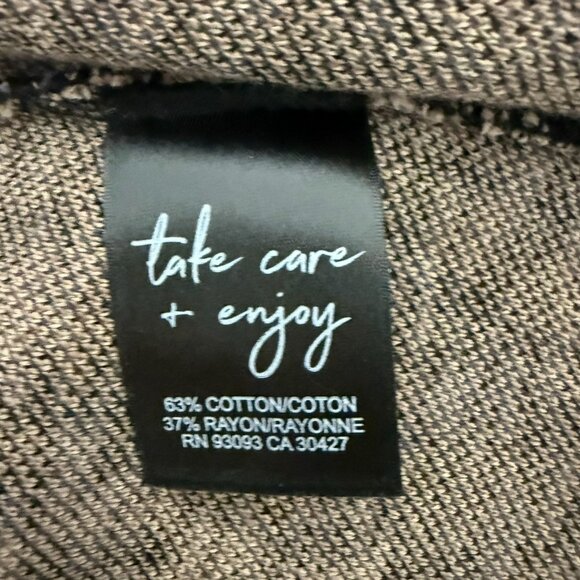 take care
+ enjoy
63% COTTON/COTON
37% RAYON/RAYONNE
RN 93093 CA 30427